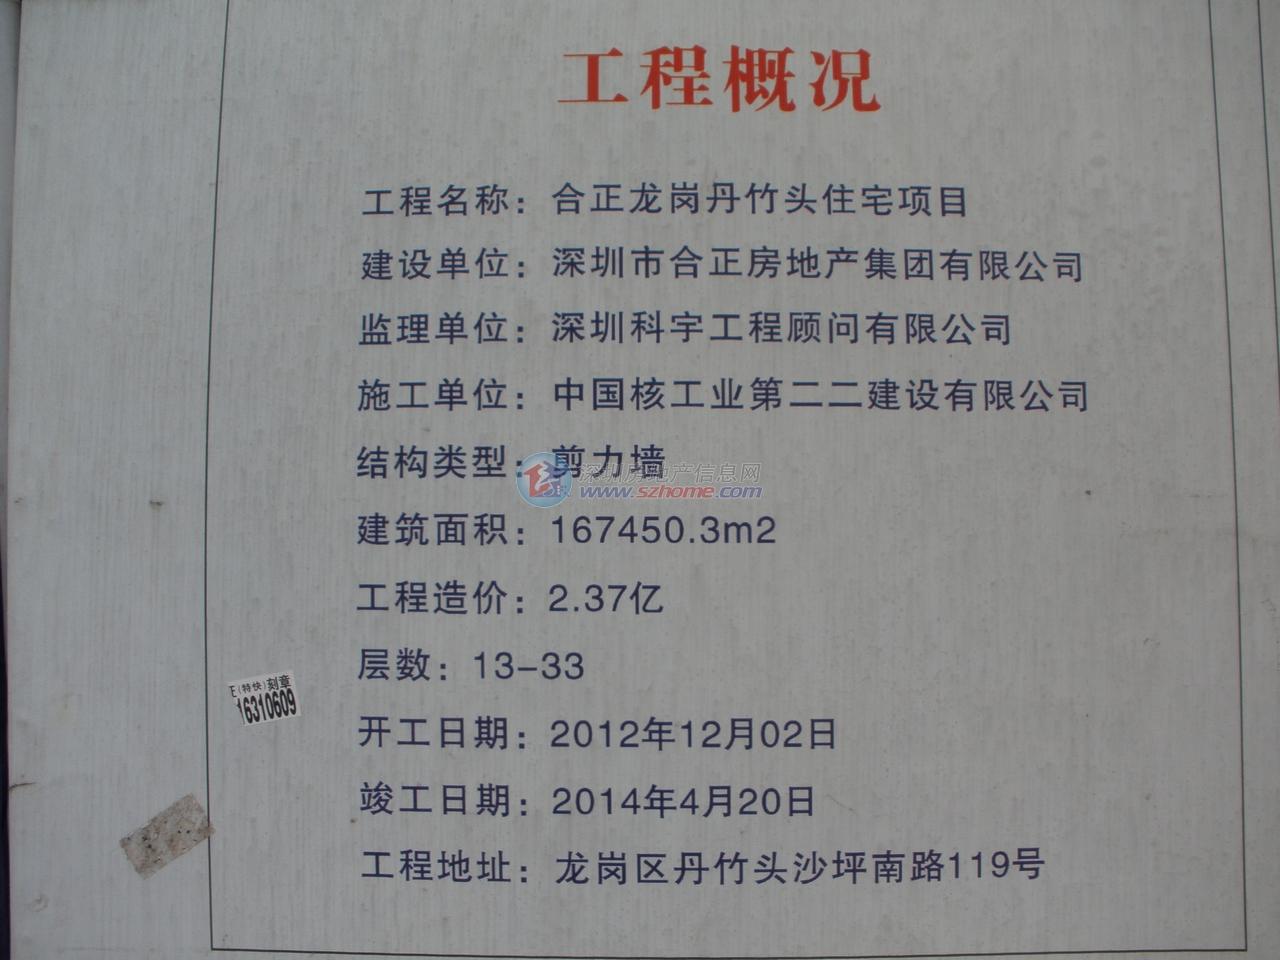 工程概况
工程名称：合正龙岗丹竹头住宅项目
建设单位：深圳市合正房地产集团有限公司
监理单位：深圳科宇工程顾问有限公司
施工单位：中国核工业第二二建设有限公司
结构类型：剪力墙
深圳房地产信息网
www.szhome.com
建筑面积：167450.3m2
工程造价：2.37亿
层数：13-33
E(特快)刻章
16310609
开工日期：2012年12月02日
竣工日期：2014年4月20日
工程地址：龙岗区丹竹头沙坪南路119号